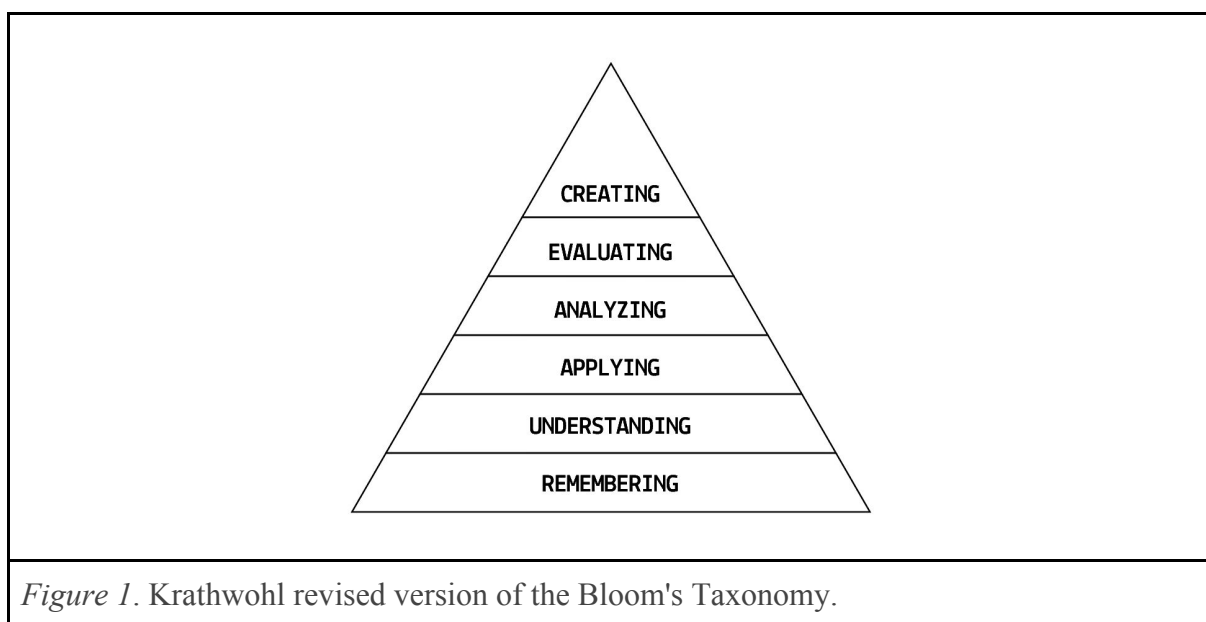 CREATING
EVALUATING
ANALYZING
APPLYING
UNDERSTANDING
REMEMBERING
Figure 1. Krathwohl revised version of the Bloom's Taxonomy.